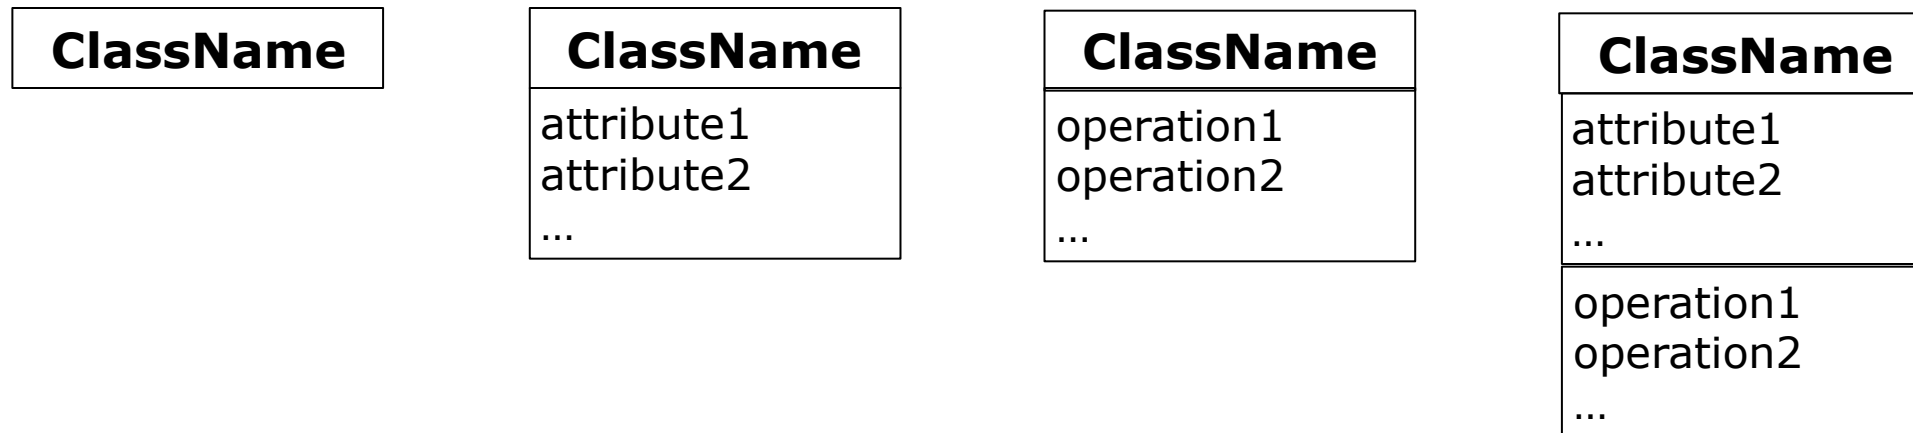 ClassName
ClassName
attribute1
attribute2
...
ClassName
operation1
operation2
...
ClassName
attribute1
attribute2
...
operation1
operation2
...